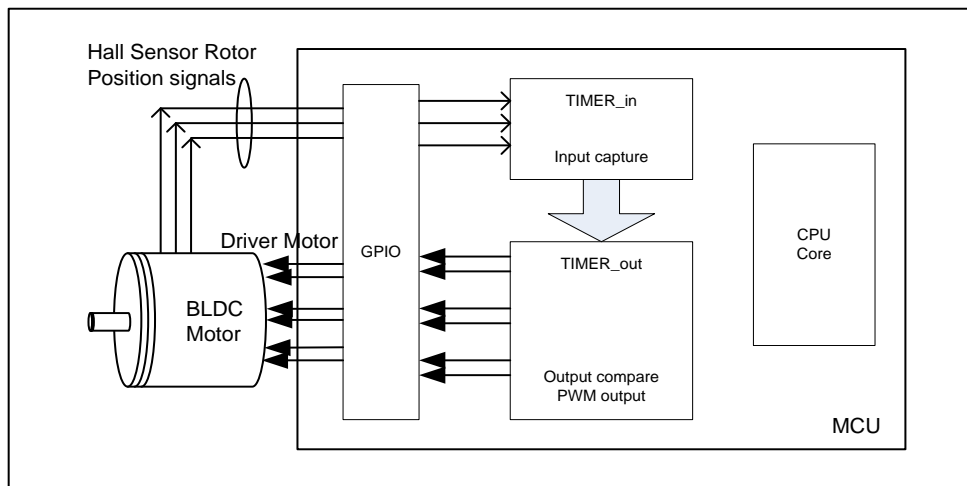 Hall Sensor Rotor
Position signals
TIMER_in
Input capture
CPU
Core
Driver Motor
GPIO
TIMER_out
BLDC
Motor
Output compare
PWM output
MCU